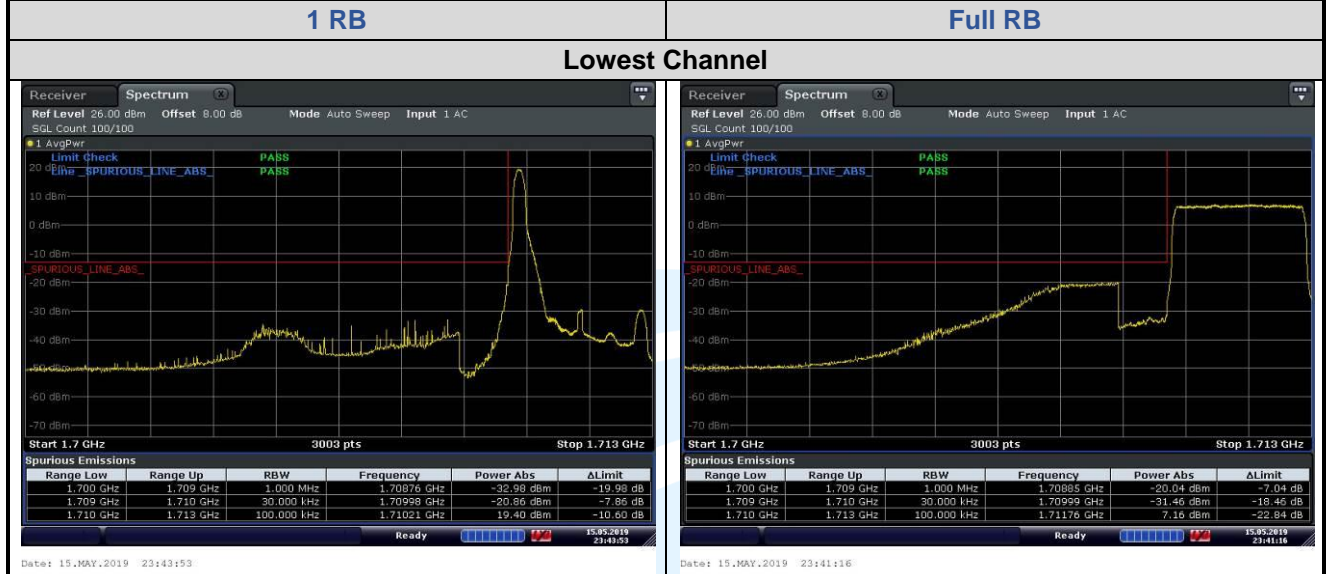 1 RB
Full RB
Lowest Channel
Receiver Spectrum
Ref Level 26.00 dBm Offset 8.00 dB Mode Auto Sweep Input 1 AC
SGL Count 100/100
1 AvgPwr
Limit Check PASS
20 dBm
Line _SPURIOUS_LINE_ABS_ PASS
10 dBm
0 dBm
-10 dBm
_SPURIOUS_LINE_ABS_
-20 dBm
-30 dBm
-40 dBm
-50 dBm
-60 dBm
-70 dBm
Start 1.7 GHz 3003 pts Stop 1.713 GHz
Spurious Emissions
Range Low Range Up RBW Frequency Power Abs ΔLimit
1.700 GHz 1.709 GHz 1.000 MHz 1.70876 GHz -32.98 dBm -19.98 dB
1.709 GHz 1.710 GHz 30.000 kHz 1.70998 GHz -20.86 dBm -7.86 dB
1.710 GHz 1.713 GHz 100.000 kHz 1.71021 GHz 19.40 dBm -10.60 dB
Ready 15.05.2019
23:43:53
Date: 15.MAY.2019 23:43:53
Receiver Spectrum
Ref Level 26.00 dBm Offset 8.00 dB Mode Auto Sweep Input 1 AC
SGL Count 100/100
1 AvgPwr
Limit Check PASS
20 dBm
Line _SPURIOUS_LINE_ABS_ PASS
10 dBm
0 dBm
-10 dBm
_SPURIOUS_LINE_ABS_
-20 dBm
-30 dBm
-40 dBm
-50 dBm
-60 dBm
-70 dBm
Start 1.7 GHz 3003 pts Stop 1.713 GHz
Spurious Emissions
Range Low Range Up RBW Frequency Power Abs ΔLimit
1.700 GHz 1.709 GHz 1.000 MHz 1.70885 GHz -20.04 dBm -7.04 dB
1.709 GHz 1.710 GHz 30.000 kHz 1.70999 GHz -31.46 dBm -18.46 dB
1.710 GHz 1.713 GHz 100.000 kHz 1.71176 GHz 7.16 dBm -22.84 dB
Ready 15.05.2019
23:41:16
Date: 15.MAY.2019 23:41:16